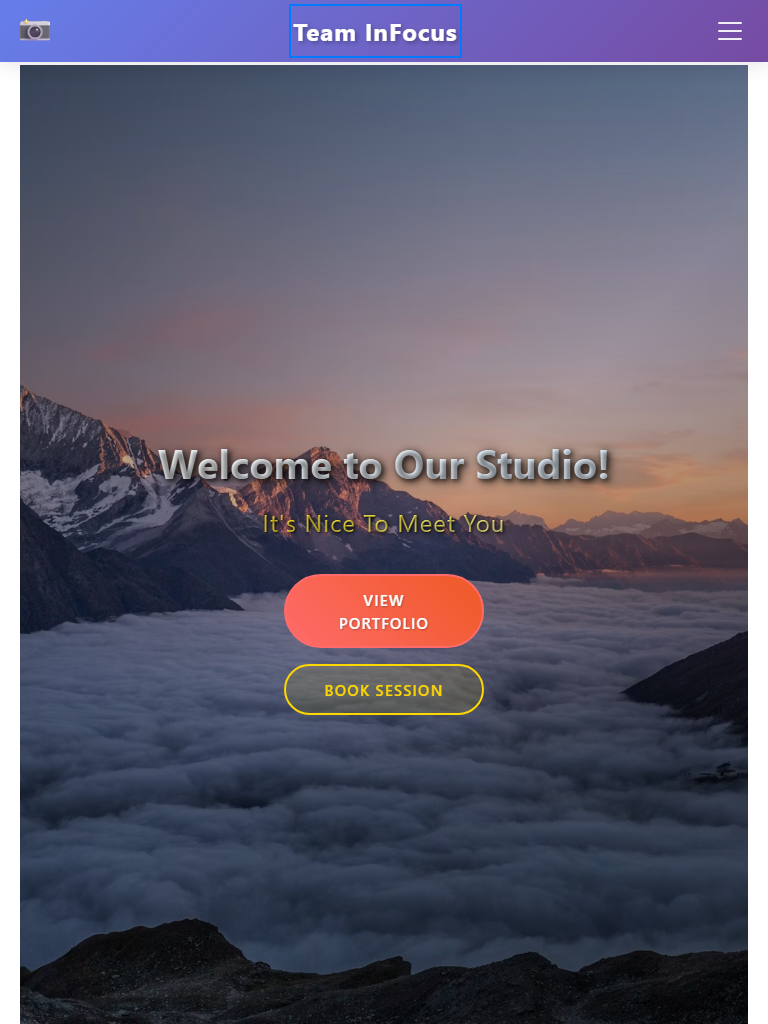 Team InFocus
Welcome to Our Studio!
It's Nice To Meet You
VIEW
PORTFOLIO
BOOK SESSION